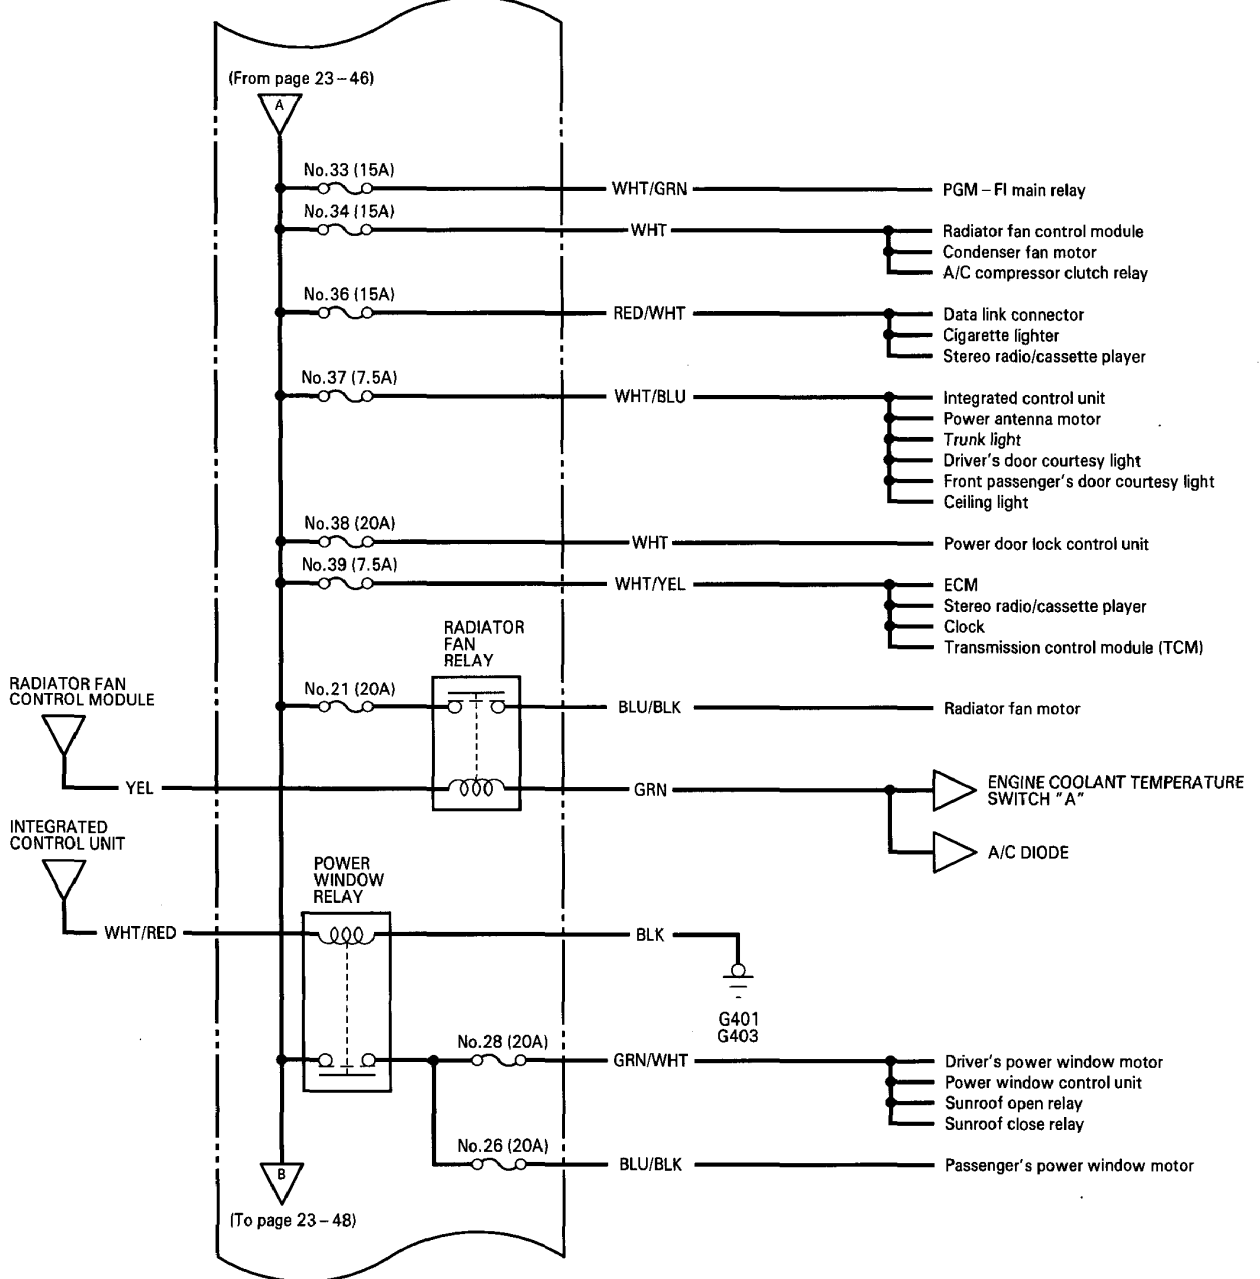 (From page 23–46)
A
No.33 (15A)
WHT/GRN
PGM–FI main relay
No.34 (15A)
WHT
Radiator fan control module
Condenser fan motor
A/C compressor clutch relay
No.36 (15A)
RED/WHT
Data link connector
Cigarette lighter
Stereo radio/cassette player
No.37 (7.5A)
WHT/BLU
Integrated control unit
Power antenna motor
Trunk light
Driver's door courtesy light
Front passenger's door courtesy light
Ceiling light
No.38 (20A)
WHT
Power door lock control unit
No.39 (7.5A)
WHT/YEL
ECM
Stereo radio/cassette player
Clock
Transmission control module (TCM)
RADIATOR
FAN
RELAY
RADIATOR FAN
CONTROL MODULE
No.21 (20A)
BLU/BLK
Radiator fan motor
YEL
GRN
ENGINE COOLANT TEMPERATURE
SWITCH "A"
A/C DIODE
INTEGRATED
CONTROL UNIT
POWER
WINDOW
RELAY
WHT/RED
BLK
G401
G403
No.28 (20A)
GRN/WHT
Driver's power window motor
Power window control unit
Sunroof open relay
Sunroof close relay
No.26 (20A)
BLU/BLK
Passenger's power window motor
B
(To page 23–48)